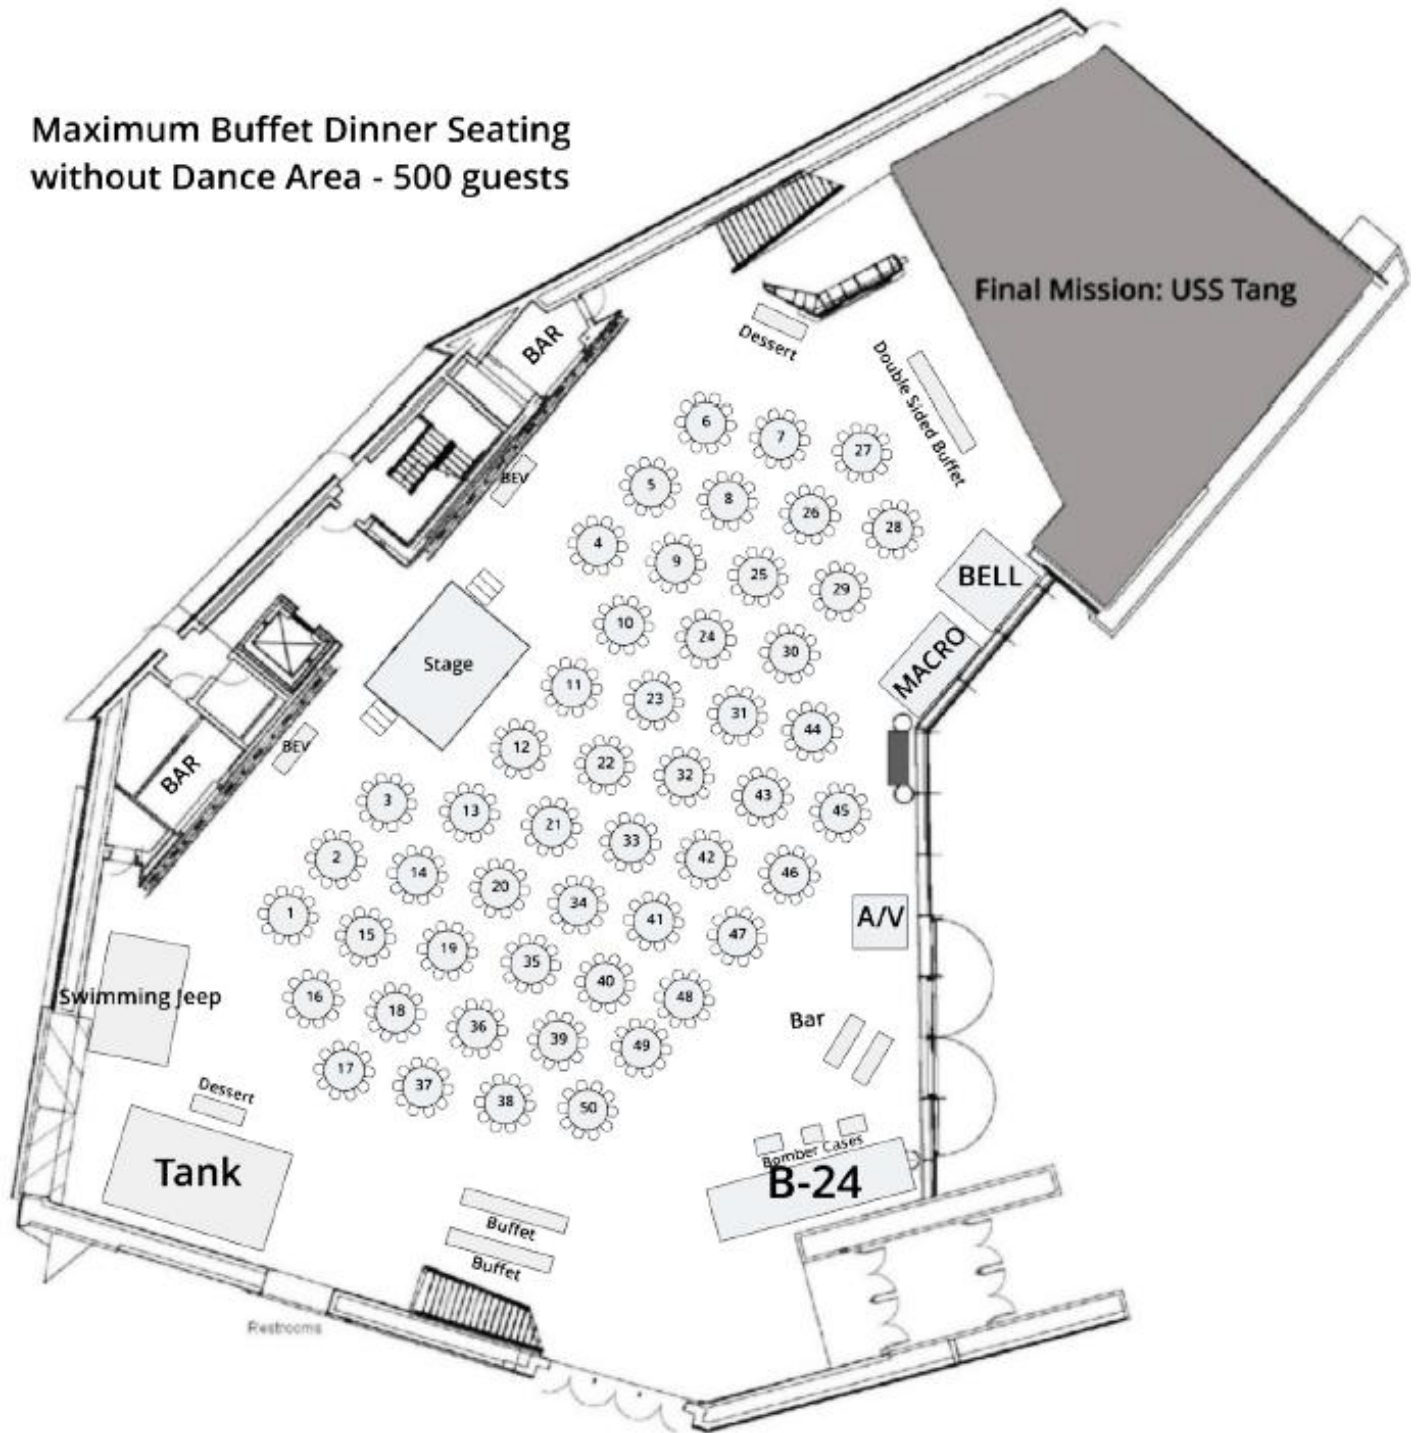 Maximum Buffet Dinner Seating
without Dance Area - 500 guests
Final Mission: USS Tang
BAR
Dessert
Double Sided Buffet
6
7
27
BEV
5
8
26
28
4
9
25
29
BELL
10
24
30
MACRO
Stage
11
23
31
44
12
22
32
BEV
BAR
3
13
21
43
45
33
2
14
20
42
46
34
1
15
19
41
47
A/V
35
Swimming Jeep
16
18
40
48
36
39
49
Bar
17
37
38
50
Dessert
Tank
Bomber Cases
B-24
Buffet
Buffet
Restrooms